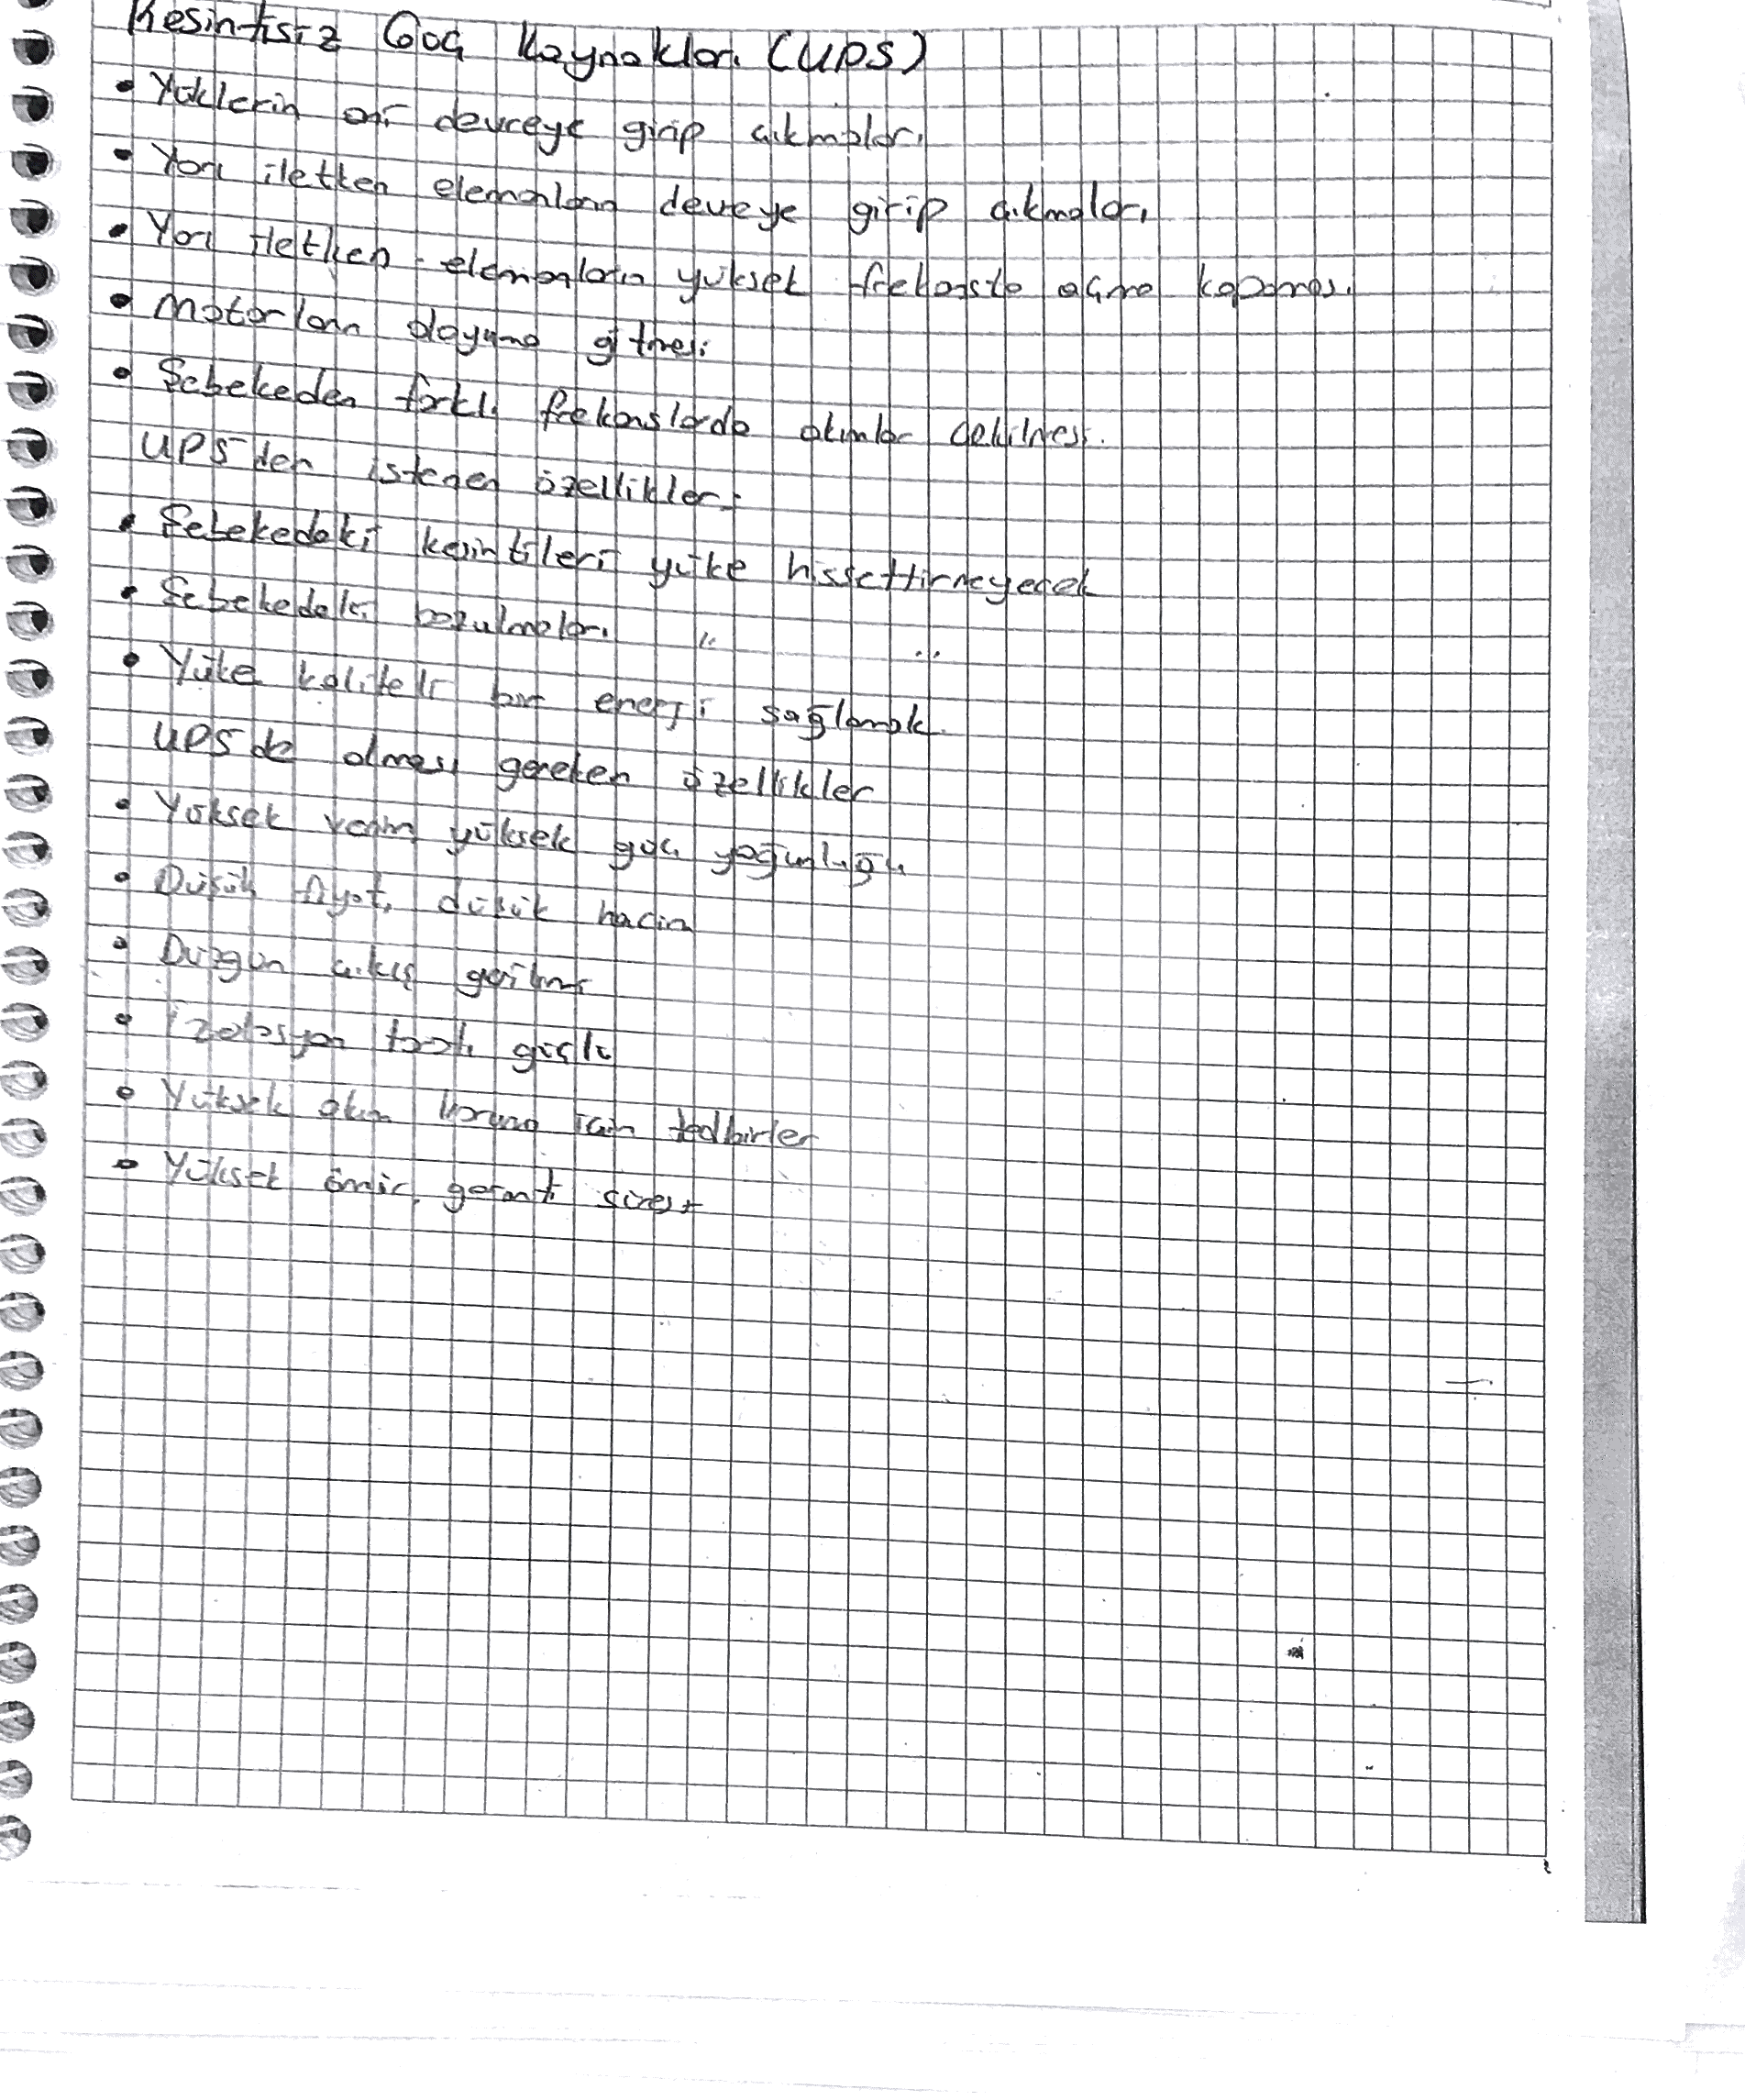 Kesintisiz Güç Kaynakları (UPS)
• Yüklerin ani devreye girip çıkmaları
• Yarı iletken elemanların devreye girip çıkmaları
• Yarı iletken elemanların yüksek frekansta açma kapaması
• Motorların dayanma gitmesi
• Şebekeden farklı frekanslarda akımlar çekilmesi.
UPS'den istenen özellikler:
• Şebekedeki kesintileri yüke hissettirmeyecek
• Şebekedeki bozulmaları " "
• Yüke kaliteli bir enerji sağlamak.
UPS de olması gereken özellikler
• Yüksek verim yüksek güç yoğunluğu
• Düşük fiyat, düşük hacim
• Düzgün çıkış gerilimi
• İzolasyon güçlü
• Yüksek akım koruma için tedbirler
• Yüksek ömür, garanti süresi